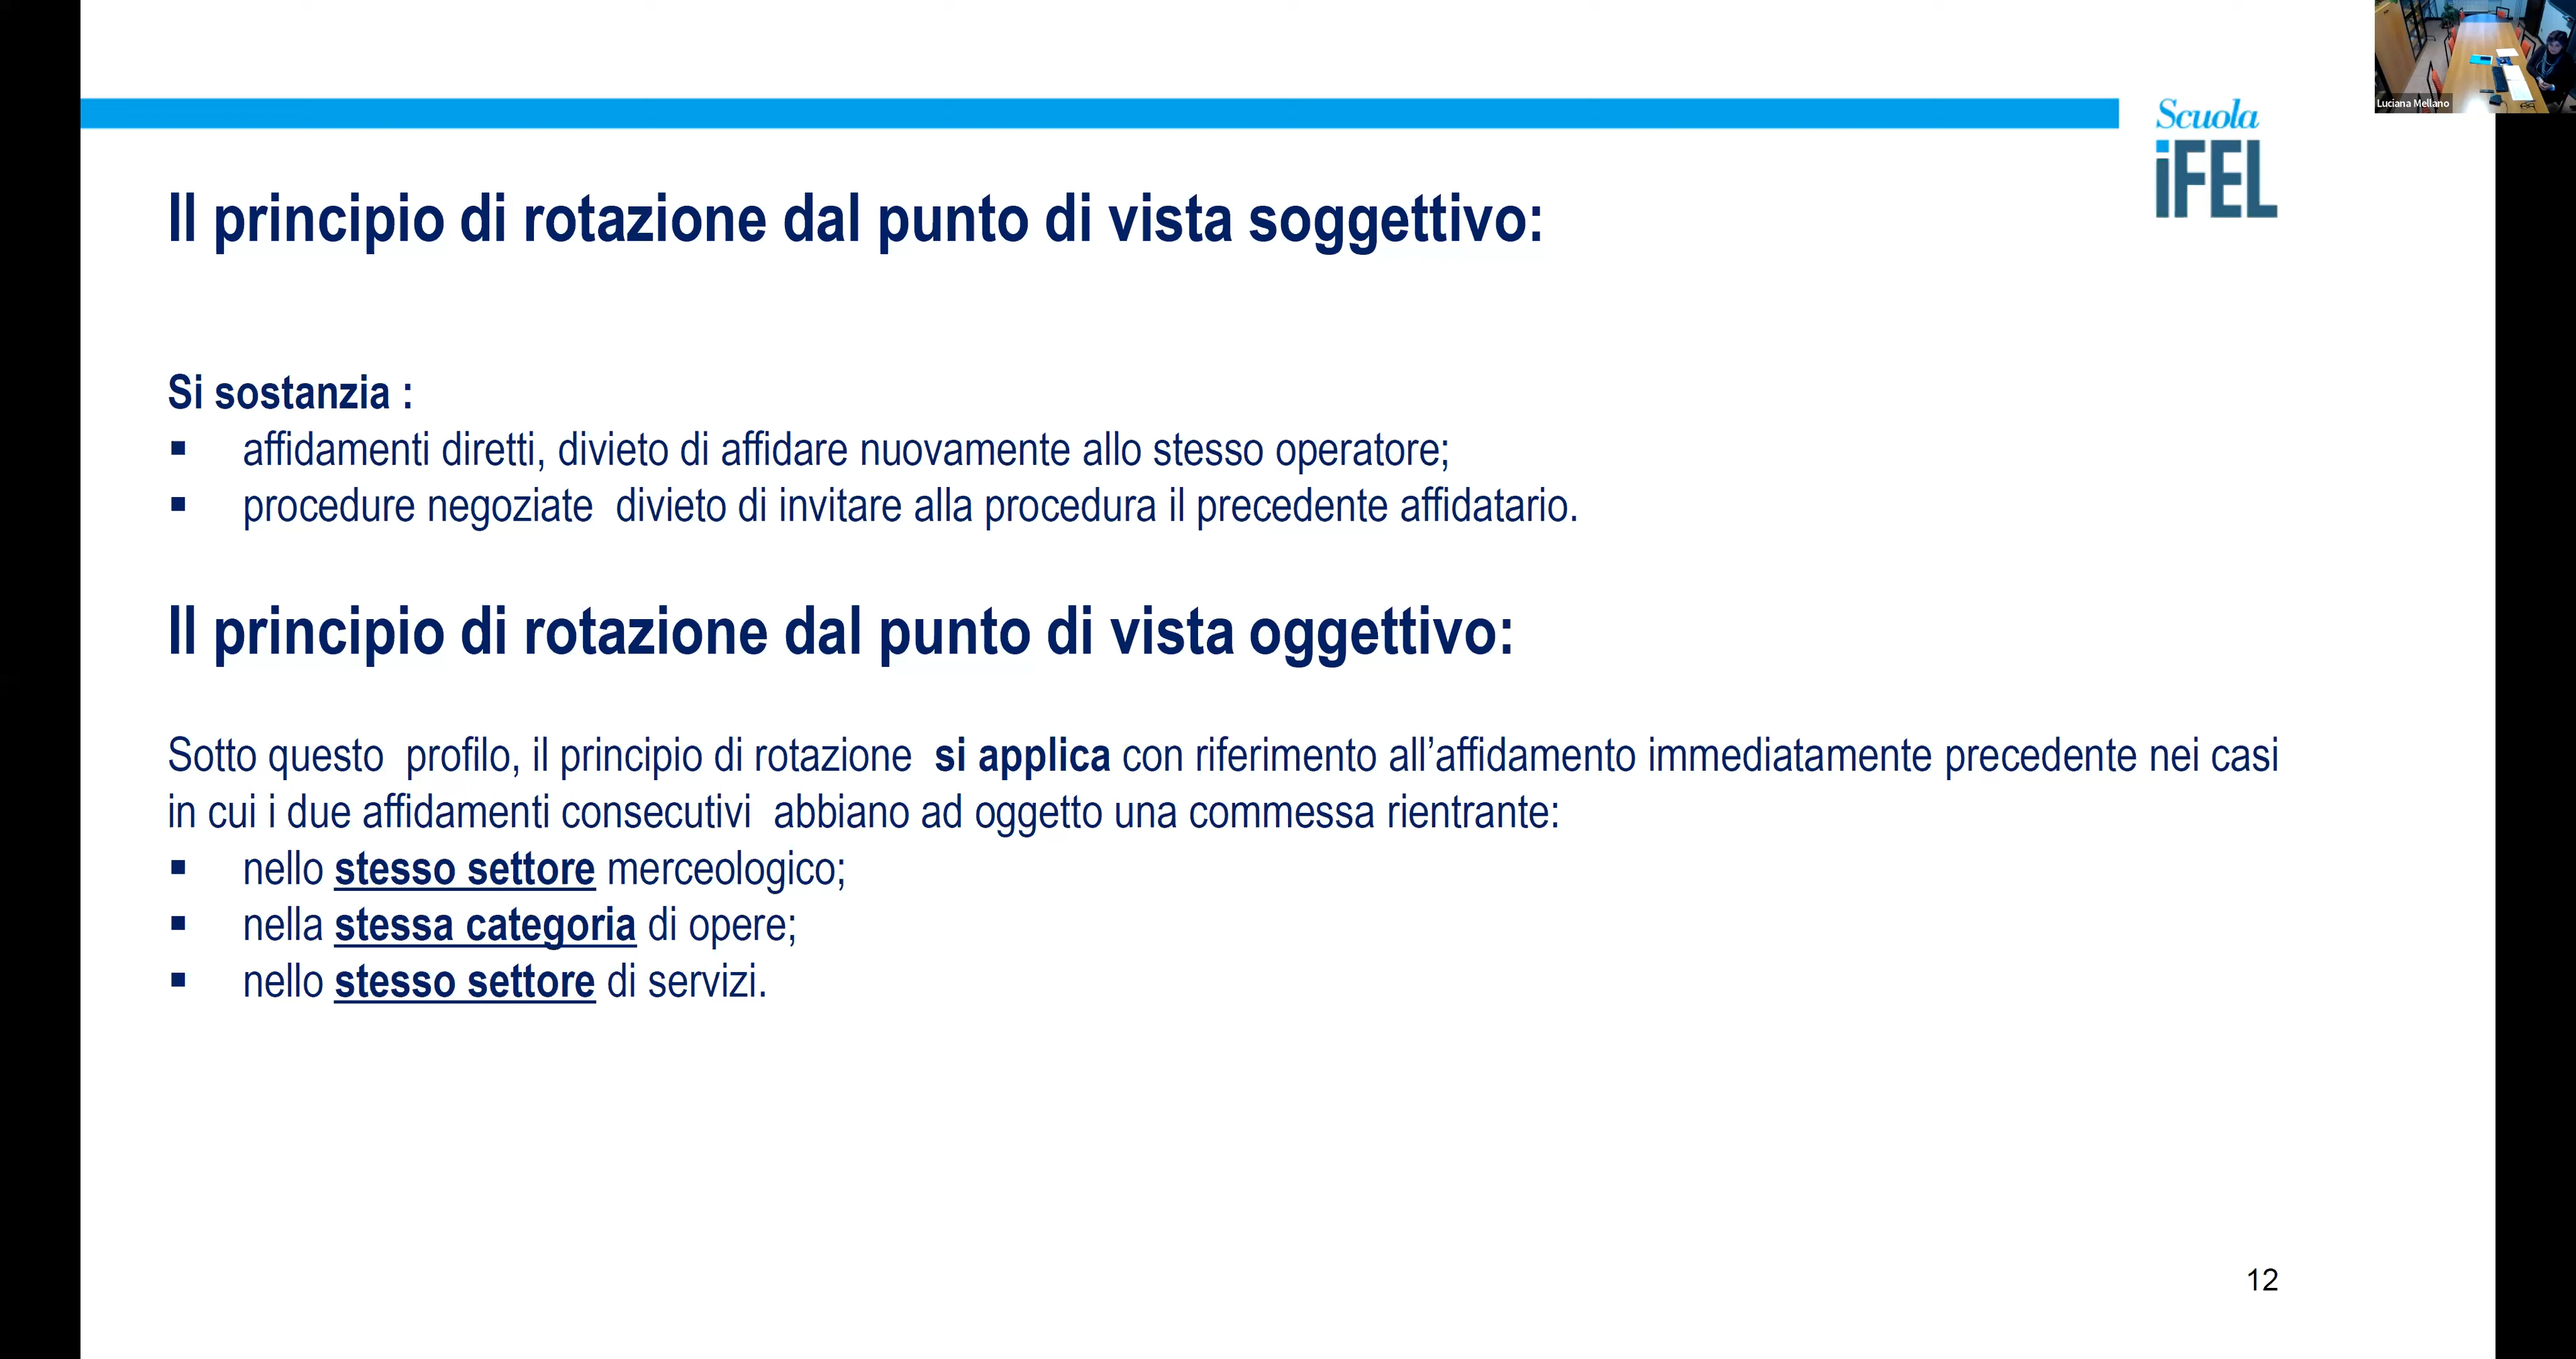 Luciana Mellano
Scuola
iFEL
Il principio di rotazione dal punto di vista soggettivo:
Si sostanzia :
▪ affidamenti diretti, divieto di affidare nuovamente allo stesso operatore;
▪ procedure negoziate  divieto di invitare alla procedura il precedente affidatario.
Il principio di rotazione dal punto di vista oggettivo:
Sotto questo  profilo, il principio di rotazione  si applica con riferimento all’affidamento immediatamente precedente nei casi
in cui i due affidamenti consecutivi  abbiano ad oggetto una commessa rientrante:
▪ nello stesso settore merceologico;
▪ nella stessa categoria di opere;
▪ nello stesso settore di servizi.
12